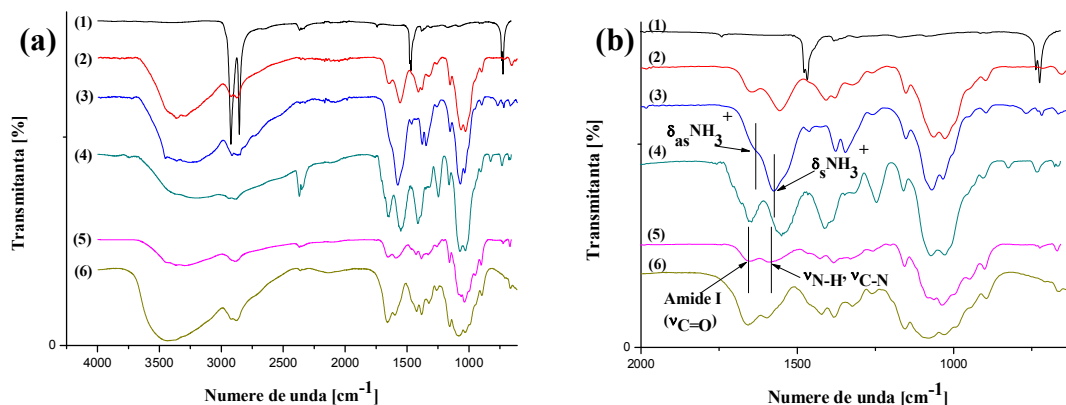 (a)
Transmitanta [%]
(1)
(2)
(3)
(4)
(5)
(6)
0
4000 3500 3000 2500 2000 1500 1000
Numere de unda [cm-1]
(b)
Transmitanta [%]
(1)
(2)
(3)
(4)
(5)
(6)
δasNH3+
δsNH3+
Amide I
(νC=O)
νN-H, νC-N
0
2000 1500 1000
Numere de unda [cm-1]